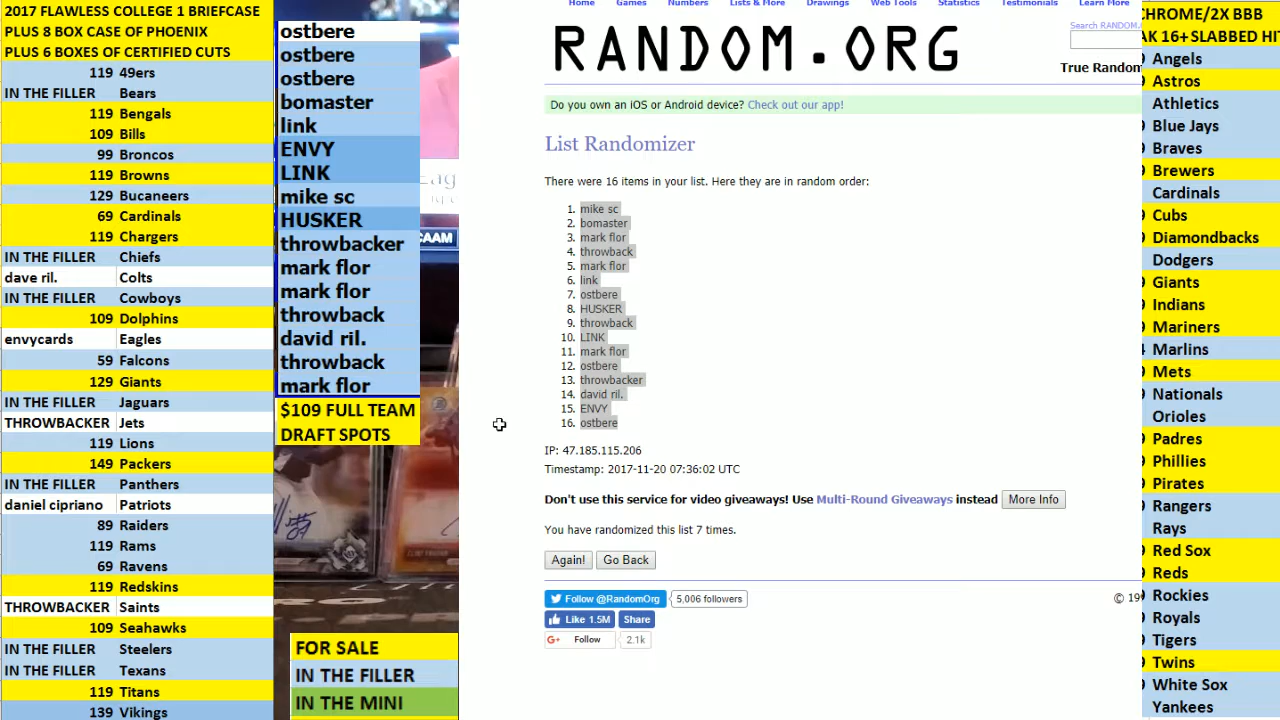 2017 FLAWLESS COLLEGE 1 BRIEFCASE
PLUS 8 BOX CASE OF PHOENIX
PLUS 6 BOXES OF CERTIFIED CUTS
119 49ers
IN THE FILLER Bears
119 Bengals
109 Bills
99 Broncos
119 Browns
129 Bucaneers
69 Cardinals
119 Chargers
IN THE FILLER Chiefs
dave ril. Colts
IN THE FILLER Cowboys
109 Dolphins
envycards Eagles
59 Falcons
129 Giants
IN THE FILLER Jaguars
THROWBACKER Jets
119 Lions
149 Packers
IN THE FILLER Panthers
daniel cipriano Patriots
89 Raiders
119 Rams
69 Ravens
119 Redskins
THROWBACKER Saints
109 Seahawks
IN THE FILLER Steelers
IN THE FILLER Texans
119 Titans
139 Vikings
ostbere
ostbere
ostbere
bomaster
link
ENVY
LINK
mike sc
HUSKER
throwbacker
mark flor
mark flor
throwback
david ril.
throwback
mark flor
$109 FULL TEAM
DRAFT SPOTS
CAAM
FOR SALE
IN THE FILLER
IN THE MINI
Home Games Numbers Lists & More Drawings Web Tools Statistics Testimonials Learn More
RANDOM.ORG
Search RANDOM.
True Random
Do you own an iOS or Android device? Check out our app!
List Randomizer
There were 16 items in your list. Here they are in random order:
1. mike sc
2. bomaster
3. mark flor
4. throwback
5. mark flor
6. link
7. ostbere
8. HUSKER
9. throwback
10. LINK
11. mark flor
12. ostbere
13. throwbacker
14. david ril.
15. ENVY
16. ostbere
IP: 47.185.115.206
Timestamp: 2017-11-20 07:36:02 UTC
Don't use this service for video giveaways! Use Multi-Round Giveaways instead More Info
You have randomized this list 7 times.
Again! Go Back
Follow @RandomOrg 5,006 followers
Like 1.5M Share
G+ Follow 2.1k
© 19
CHROME/2X BBB
AK 16+ SLABBED HIT
Angels
Astros
Athletics
Blue Jays
Braves
Brewers
Cardinals
Cubs
Diamondbacks
Dodgers
Giants
Indians
Mariners
Marlins
Mets
Nationals
Orioles
Padres
Phillies
Pirates
Rangers
Rays
Red Sox
Reds
Rockies
Royals
Tigers
Twins
White Sox
Yankees